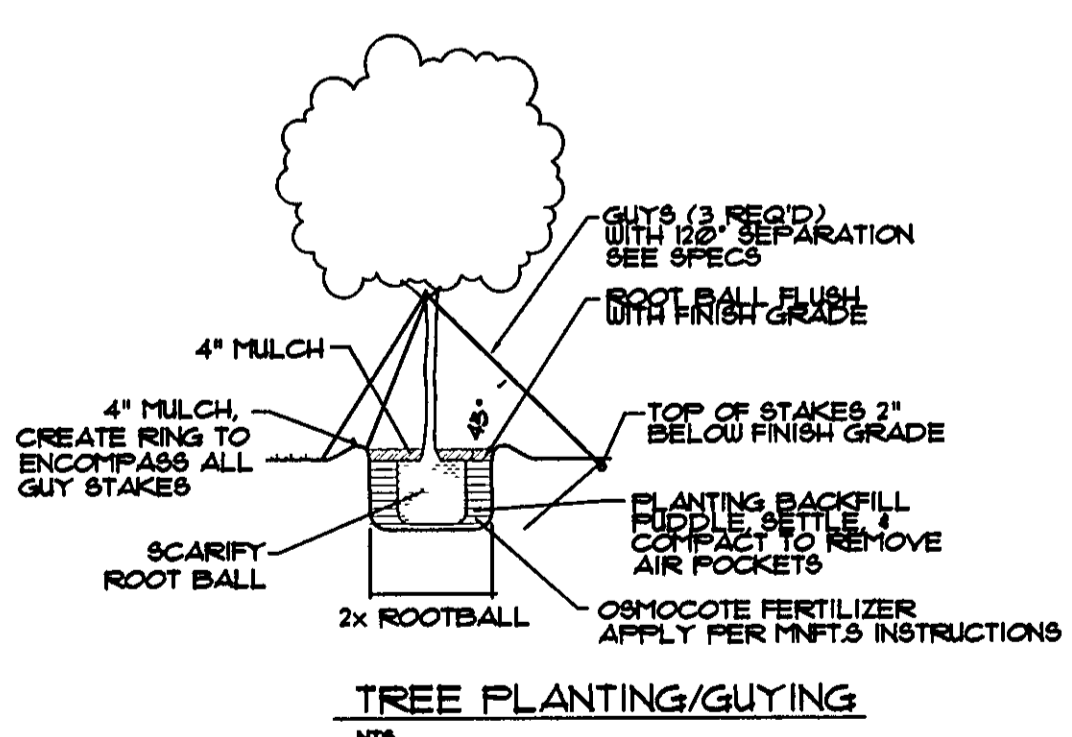 GUYS (3 REQ'D)
WITH 120° SEPARATION
SEE SPECS
ROOT BALL FLUSH
WITH FINISH GRADE
4" MULCH
45°
4" MULCH,
CREATE RING TO
ENCOMPASS ALL
GUY STAKES
TOP OF STAKES 2"
BELOW FINISH GRADE
PLANTING BACKFILL
PUDDLE, SETTLE, &
COMPACT TO REMOVE
AIR POCKETS
SCARIFY
ROOT BALL
2x ROOTBALL
OSMOCOTE FERTILIZER
APPLY PER MNFT.S INSTRUCTIONS
TREE PLANTING/GUYING
NTS